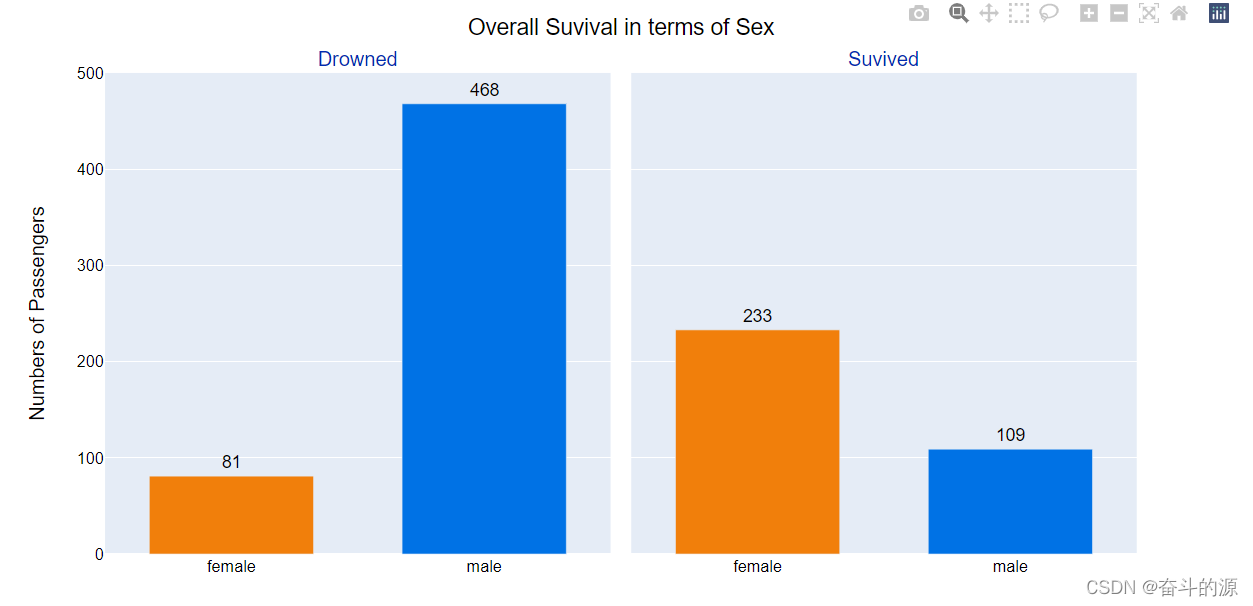 Overall Suvival in terms of Sex
Drowned
Suvived
Numbers of Passengers
500
400
300
200
100
0
81
468
233
109
female
male
female
male
CSDN @奋斗的源